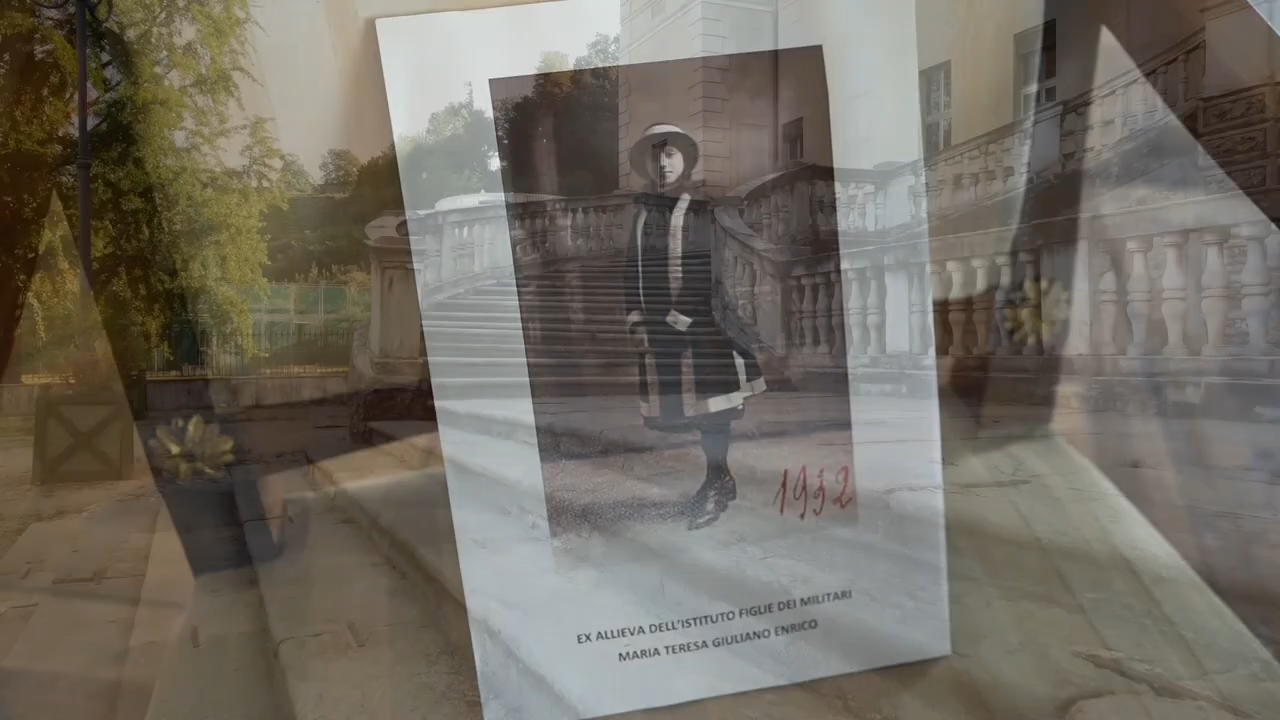 1932
EX ALLIEVA DELL'ISTITUTO FIGLIE DEI MILITARI
MARIA TERESA GIULIANO ENRICO